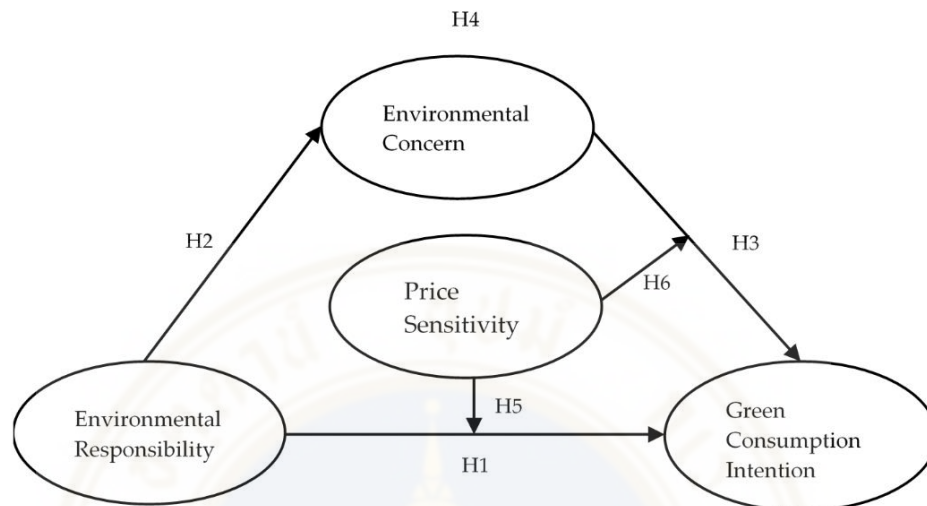 H4
Environmental
Concern
H2
H3
Price
Sensitivity
H6
H5
Environmental
Responsibility
H1
Green
Consumption
Intention